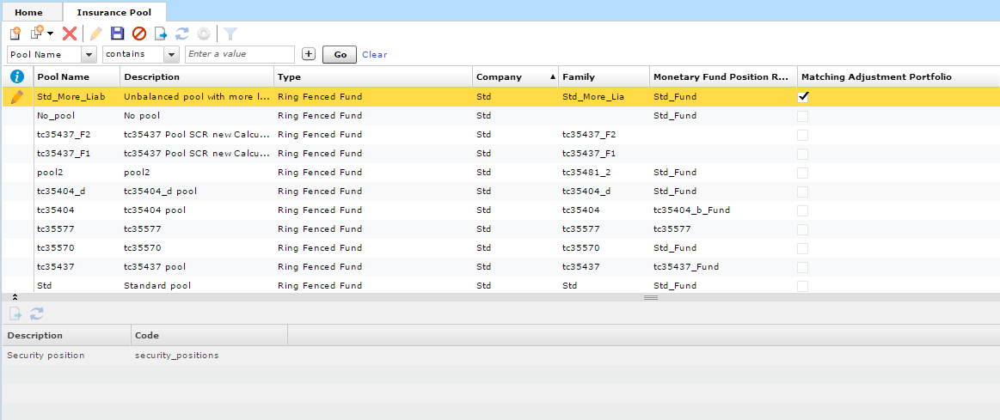 Home Insurance Pool
Pool Name contains Enter a value Go Clear
Pool Name Description Type Company Family Monetary Fund Position R... Matching Adjustment Portfolio
Std_More_Liab Unbalanced pool with more l... Ring Fenced Fund Std Std_More_Lia Std_Fund
No_pool No pool Ring Fenced Fund Std Std_Fund
tc35437_F2 tc35437 Pool SCR new Calcu... Ring Fenced Fund Std tc35437_F2
tc35437_F1 tc35437 Pool SCR new Calcu... Ring Fenced Fund Std tc35437_F1
pool2 pool2 Ring Fenced Fund Std tc35481_2 Std_Fund
tc35404_d tc35404_d pool Ring Fenced Fund Std tc35404_d Std_Fund
tc35404 tc35404 pool Ring Fenced Fund Std tc35404 tc35404_b_Fund
tc35577 tc35577 Ring Fenced Fund Std tc35577 tc35577
tc35570 tc35570 Ring Fenced Fund Std tc35570 Std_Fund
tc35437 tc35437 pool Ring Fenced Fund Std tc35437 tc35437_Fund
Std Standard pool Ring Fenced Fund Std Std Std_Fund
Description Code
Security position security_positions